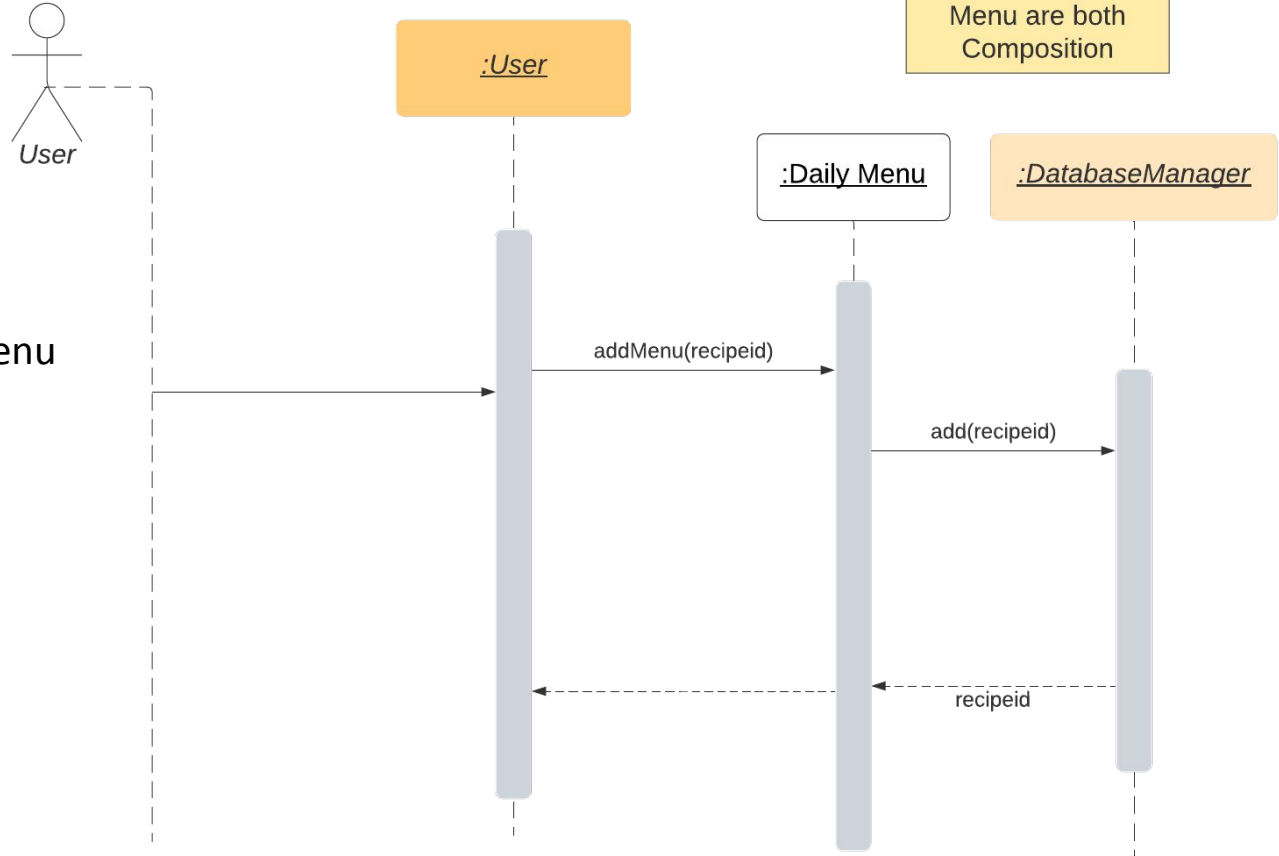 Menu are both
Composition
:User
User
:Daily Menu
:DatabaseManager
enu
addMenu(recipeid)
add(recipeid)
recipeid